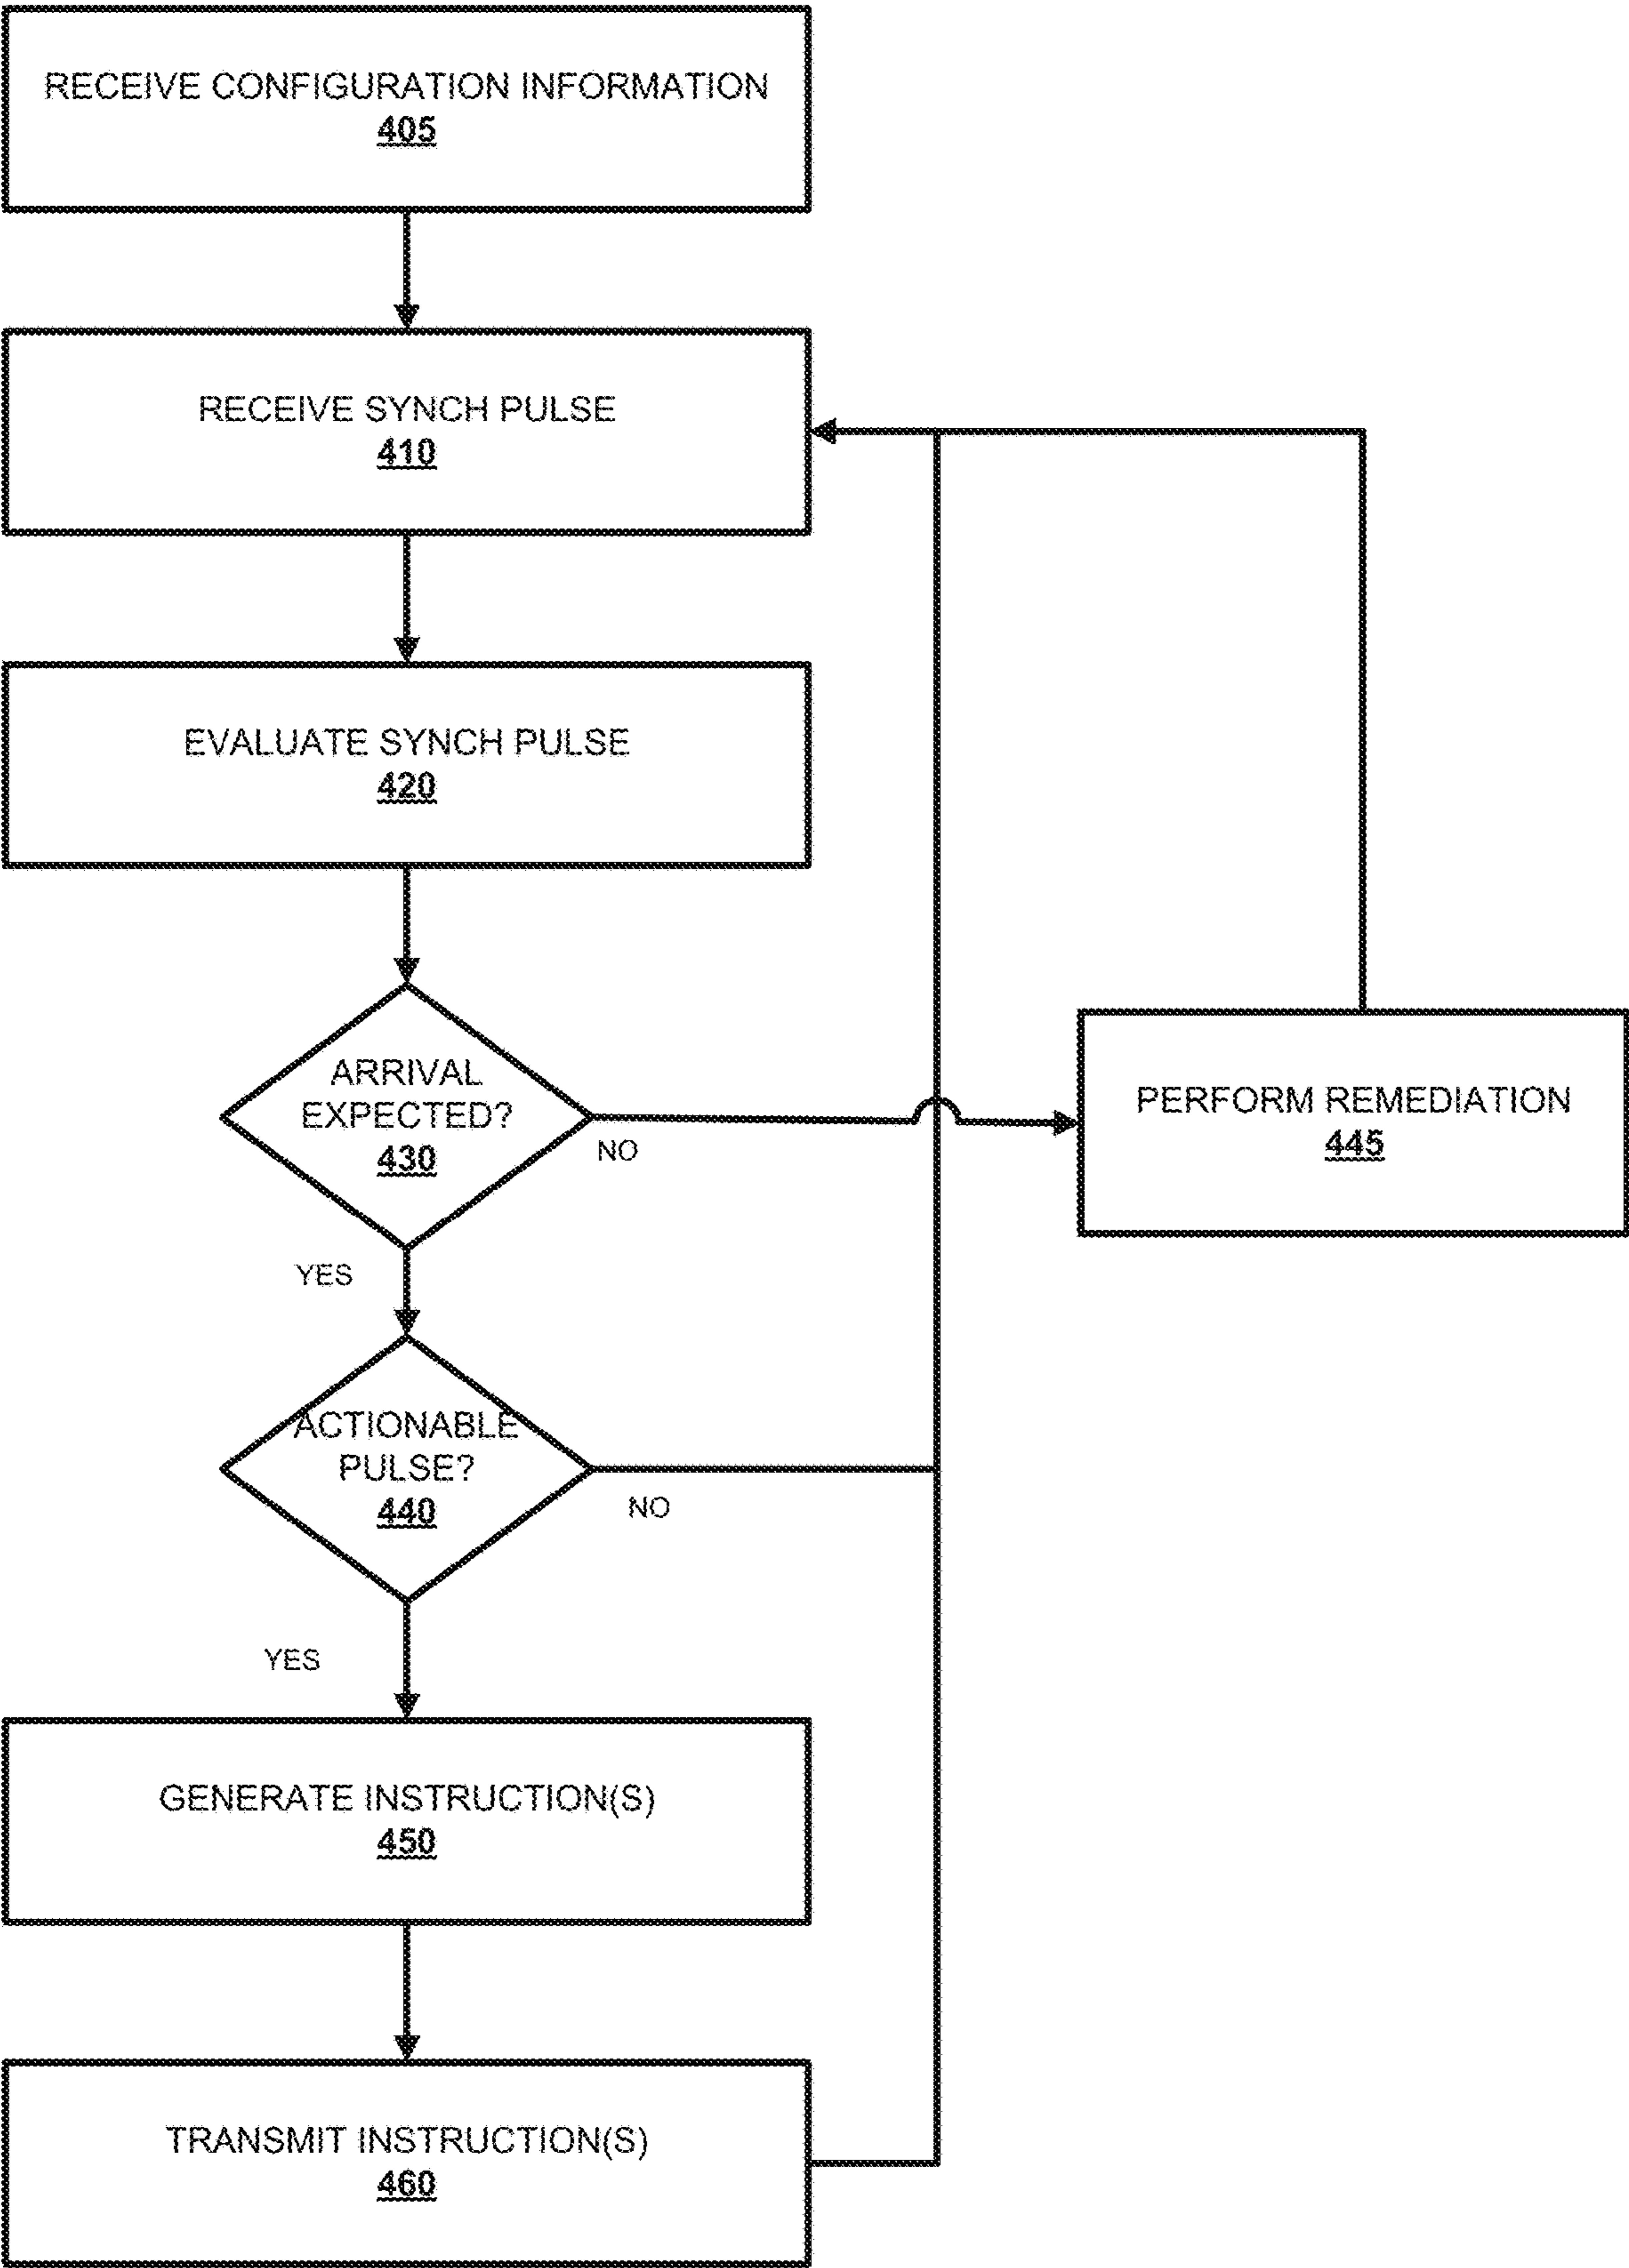 RECEIVE CONFIGURATION INFORMATION
405
RECEIVE SYNCH PULSE
410
EVALUATE SYNCH PULSE
420
ARRIVAL
EXPECTED?
430
NO
PERFORM REMEDIATION
445
YES
ACTIONABLE
PULSE?
440
NO
YES
GENERATE INSTRUCTION(S)
450
TRANSMIT INSTRUCTION(S)
460